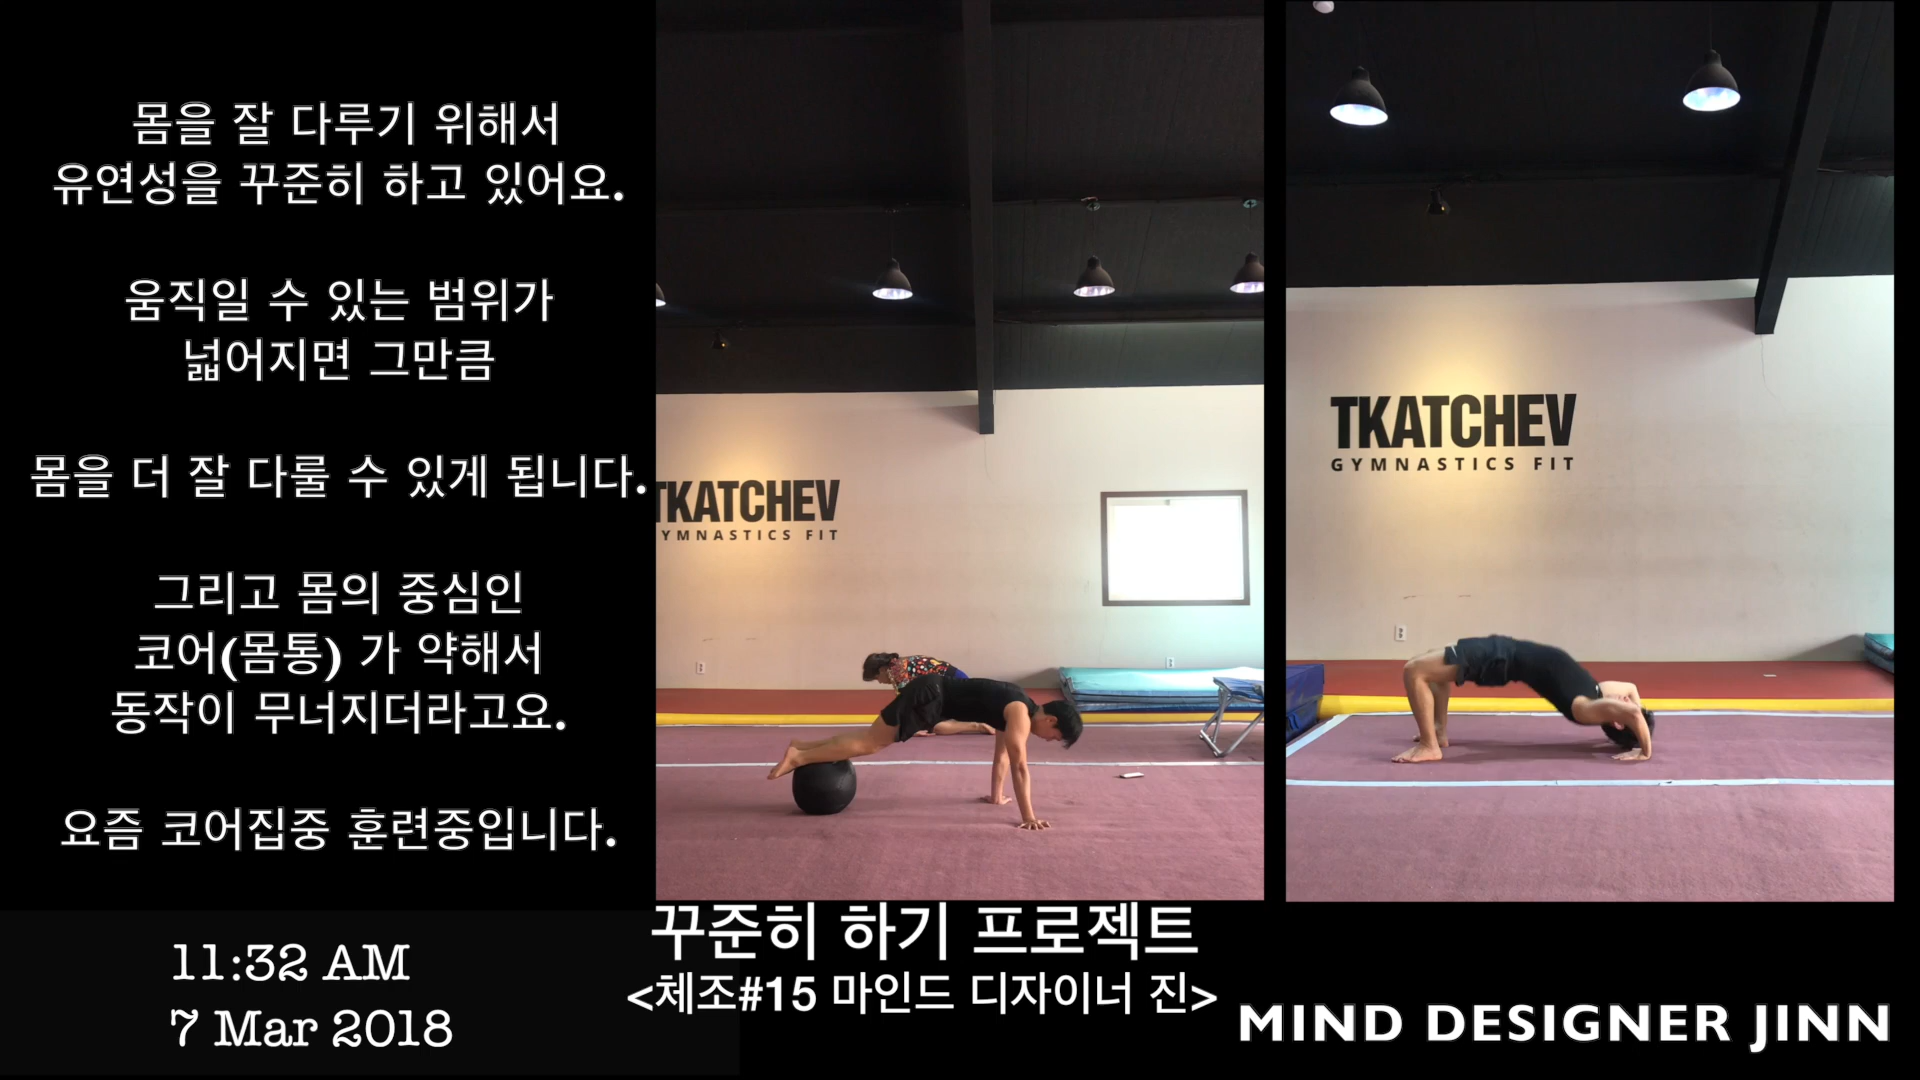 몸을 잘 다루기 위해서
유연성을 꾸준히 하고 있어요.
움직일 수 있는 범위가
넓어지면 그만큼
몸을 더 잘 다룰 수 있게 됩니다.
그리고 몸의 중심인
코어(몸통) 가 약해서
동작이 무너지더라고요.
요즘 코어집중 훈련중입니다.
11:32 AM
7 Mar 2018
TKATCHEV
YMNASTICS FIT
TKATCHEV
GYMNASTICS FIT
꾸준히 하기 프로젝트
<체조#15 마인드 디자이너 진>
MIND DESIGNER JINN